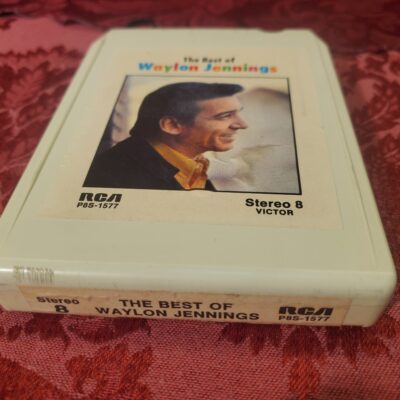 The Best of
Waylon Jennings
RCA
P8S-1577
Stereo 8
VICTOR
Stereo
8
THE BEST OF
WAYLON JENNINGS
RCA
P8S-1577